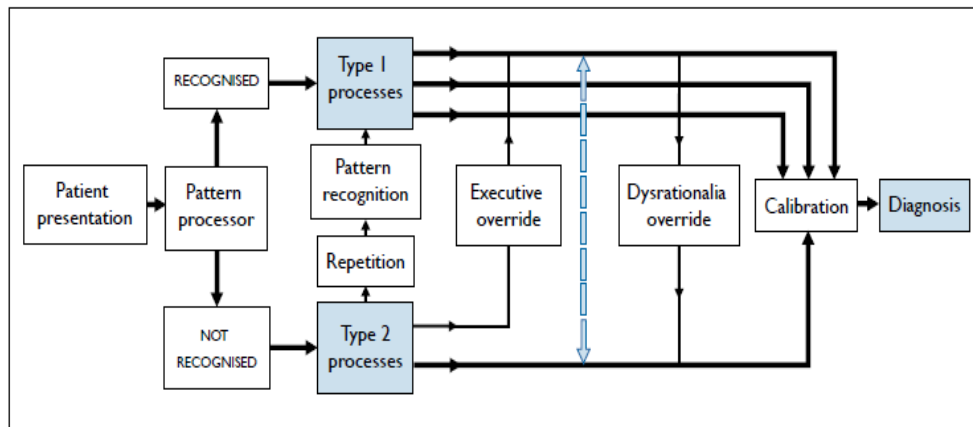 RECOGNISED
Type 1
processes
Patient
presentation
Pattern
processor
Pattern
recognition
Executive
override
Dysrationalia
override
Calibration
Diagnosis
Repetition
NOT
RECOGNISED
Type 2
processes